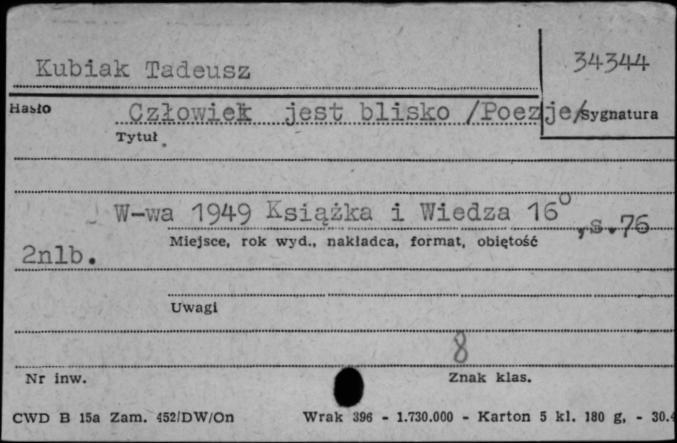 Kubiak Tadeusz
34344
Hasło
Człowiek jest blisko /Poezje/
Sygnatura
Tytuł
W-wa 1949 Książka i Wiedza 16°, s. 76
Miejsce, rok wyd., nakładca, format, objętość
2nlb.
Uwagi
8
Nr inw.
Znak klas.
CWD B 15a Zam. 452/DW/On Wrak 396 - 1.730.000 - Karton 5 kl. 180 g, - 30.4